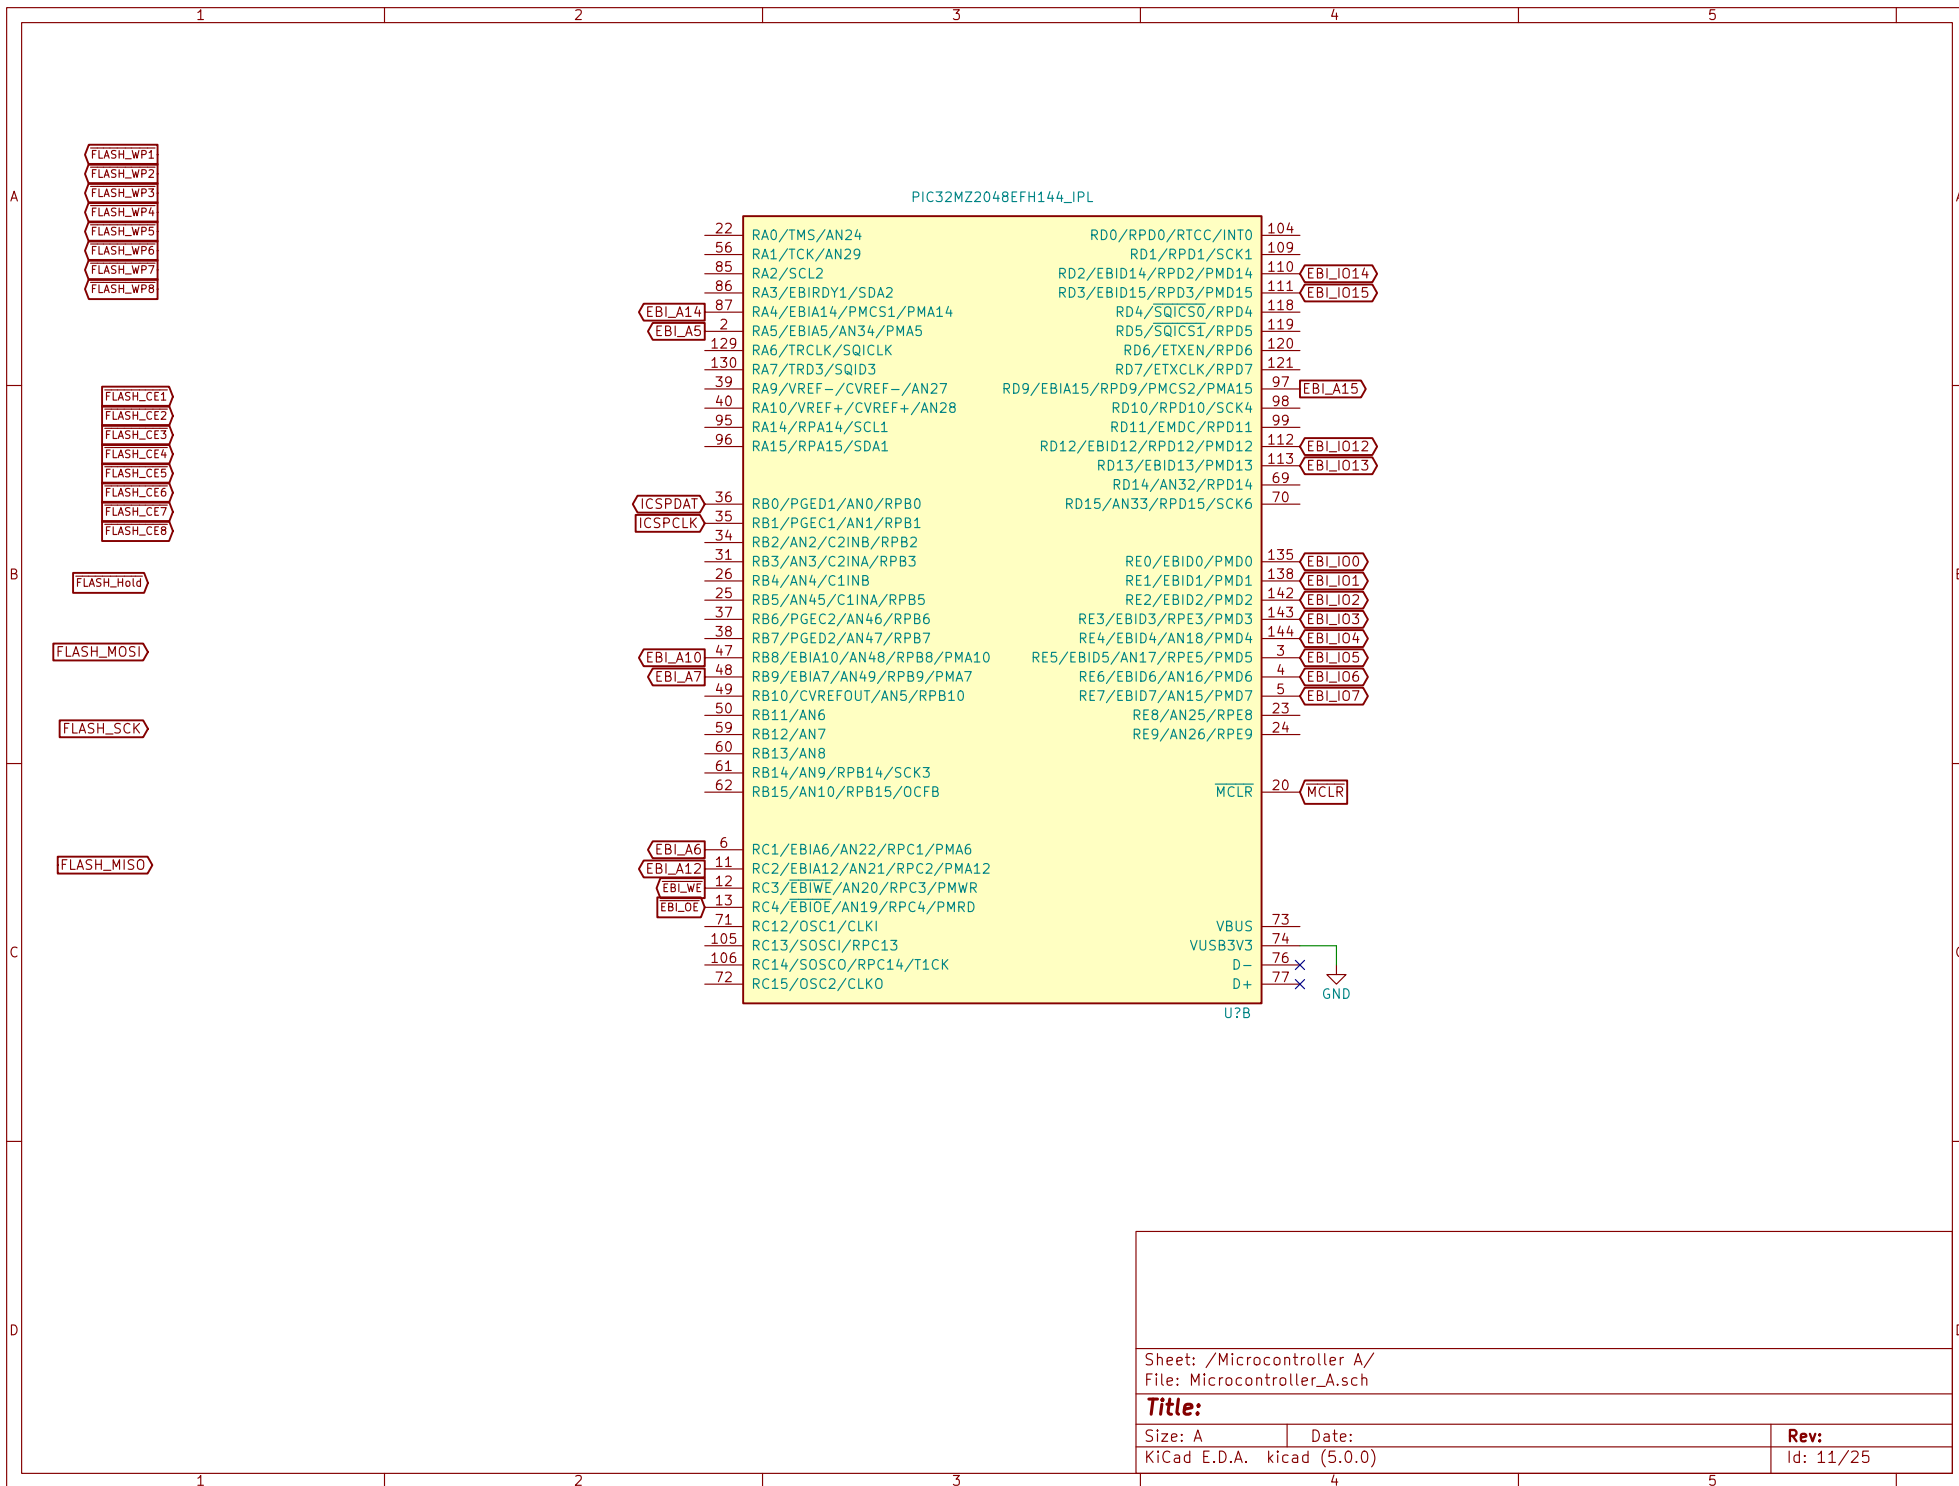 1 2 3 4 5
A
B
C
D
FLASH_WP1
FLASH_WP2
FLASH_WP3
FLASH_WP4
FLASH_WP5
FLASH_WP6
FLASH_WP7
FLASH_WP8
FLASH_CE1
FLASH_CE2
FLASH_CE3
FLASH_CE4
FLASH_CE5
FLASH_CE6
FLASH_CE7
FLASH_CE8
FLASH_Hold
FLASH_MOSI
FLASH_SCK
FLASH_MISO
PIC32MZ2048EFH144_IPL
22 RA0/TMS/AN24
56 RA1/TCK/AN29
85 RA2/SCL2
86 RA3/EBIRDY1/SDA2
EBI_A14 87 RA4/EBIA14/PMCS1/PMA14
EBI_A5 2 RA5/EBIA5/AN34/PMA5
129 RA6/TRCLK/SQICLK
130 RA7/TRD3/SQID3
39 RA9/VREF-/CVREF-/AN27
40 RA10/VREF+/CVREF+/AN28
95 RA14/RPA14/SCL1
96 RA15/RPA15/SDA1
ICSPDAT 36 RB0/PGED1/AN0/RPB0
ICSPCLK 35 RB1/PGEC1/AN1/RPB1
34 RB2/AN2/C2INB/RPB2
31 RB3/AN3/C2INA/RPB3
26 RB4/AN4/C1INB
25 RB5/AN45/C1INA/RPB5
37 RB6/PGEC2/AN46/RPB6
38 RB7/PGED2/AN47/RPB7
EBI_A10 47 RB8/EBIA10/AN48/RPB8/PMA10
EBI_A7 48 RB9/EBIA7/AN49/RPB9/PMA7
49 RB10/CVREFOUT/AN5/RPB10
50 RB11/AN6
59 RB12/AN7
60 RB13/AN8
61 RB14/AN9/RPB14/SCK3
62 RB15/AN10/RPB15/OCFB
EBI_A6 6 RC1/EBIA6/AN22/RPC1/PMA6
EBI_A12 11 RC2/EBIA12/AN21/RPC2/PMA12
EBI_WE 12 RC3/EBIWE/AN20/RPC3/PMWR
EBI_OE 13 RC4/EBIOE/AN19/RPC4/PMRD
71 RC12/OSC1/CLKI
105 RC13/SOSCI/RPC13
106 RC14/SOSCO/RPC14/T1CK
72 RC15/OSC2/CLKO
RD0/RPD0/RTCC/INT0 104
RD1/RPD1/SCK1 109
RD2/EBID14/RPD2/PMD14 110 EBI_IO14
RD3/EBID15/RPD3/PMD15 111 EBI_IO15
RD4/SQICS0/RPD4 118
RD5/SQICS1/RPD5 119
RD6/ETXEN/RPD6 120
RD7/ETXCLK/RPD7 121
RD9/EBIA15/RPD9/PMCS2/PMA15 97 EBI_A15
RD10/RPD10/SCK4 98
RD11/EMDC/RPD11 99
RD12/EBID12/RPD12/PMD12 112 EBI_IO12
RD13/EBID13/PMD13 113 EBI_IO13
RD14/AN32/RPD14 69
RD15/AN33/RPD15/SCK6 70
RE0/EBID0/PMD0 135 EBI_IO0
RE1/EBID1/PMD1 138 EBI_IO1
RE2/EBID2/PMD2 142 EBI_IO2
RE3/EBID3/RPE3/PMD3 143 EBI_IO3
RE4/EBID4/AN18/PMD4 144 EBI_IO4
RE5/EBID5/AN17/RPE5/PMD5 3 EBI_IO5
RE6/EBID6/AN16/PMD6 4 EBI_IO6
RE7/EBID7/AN15/PMD7 5 EBI_IO7
RE8/AN25/RPE8 23
RE9/AN26/RPE9 24
MCLR 20 MCLR
VBUS 73
VUSB3V3 74
D- 76
D+ 77
GND
U?B
Sheet: /Microcontroller A/
File: Microcontroller_A.sch
Title:
Size: A Date: Rev:
KiCad E.D.A. kicad (5.0.0) Id: 11/25
1 2 3 4 5